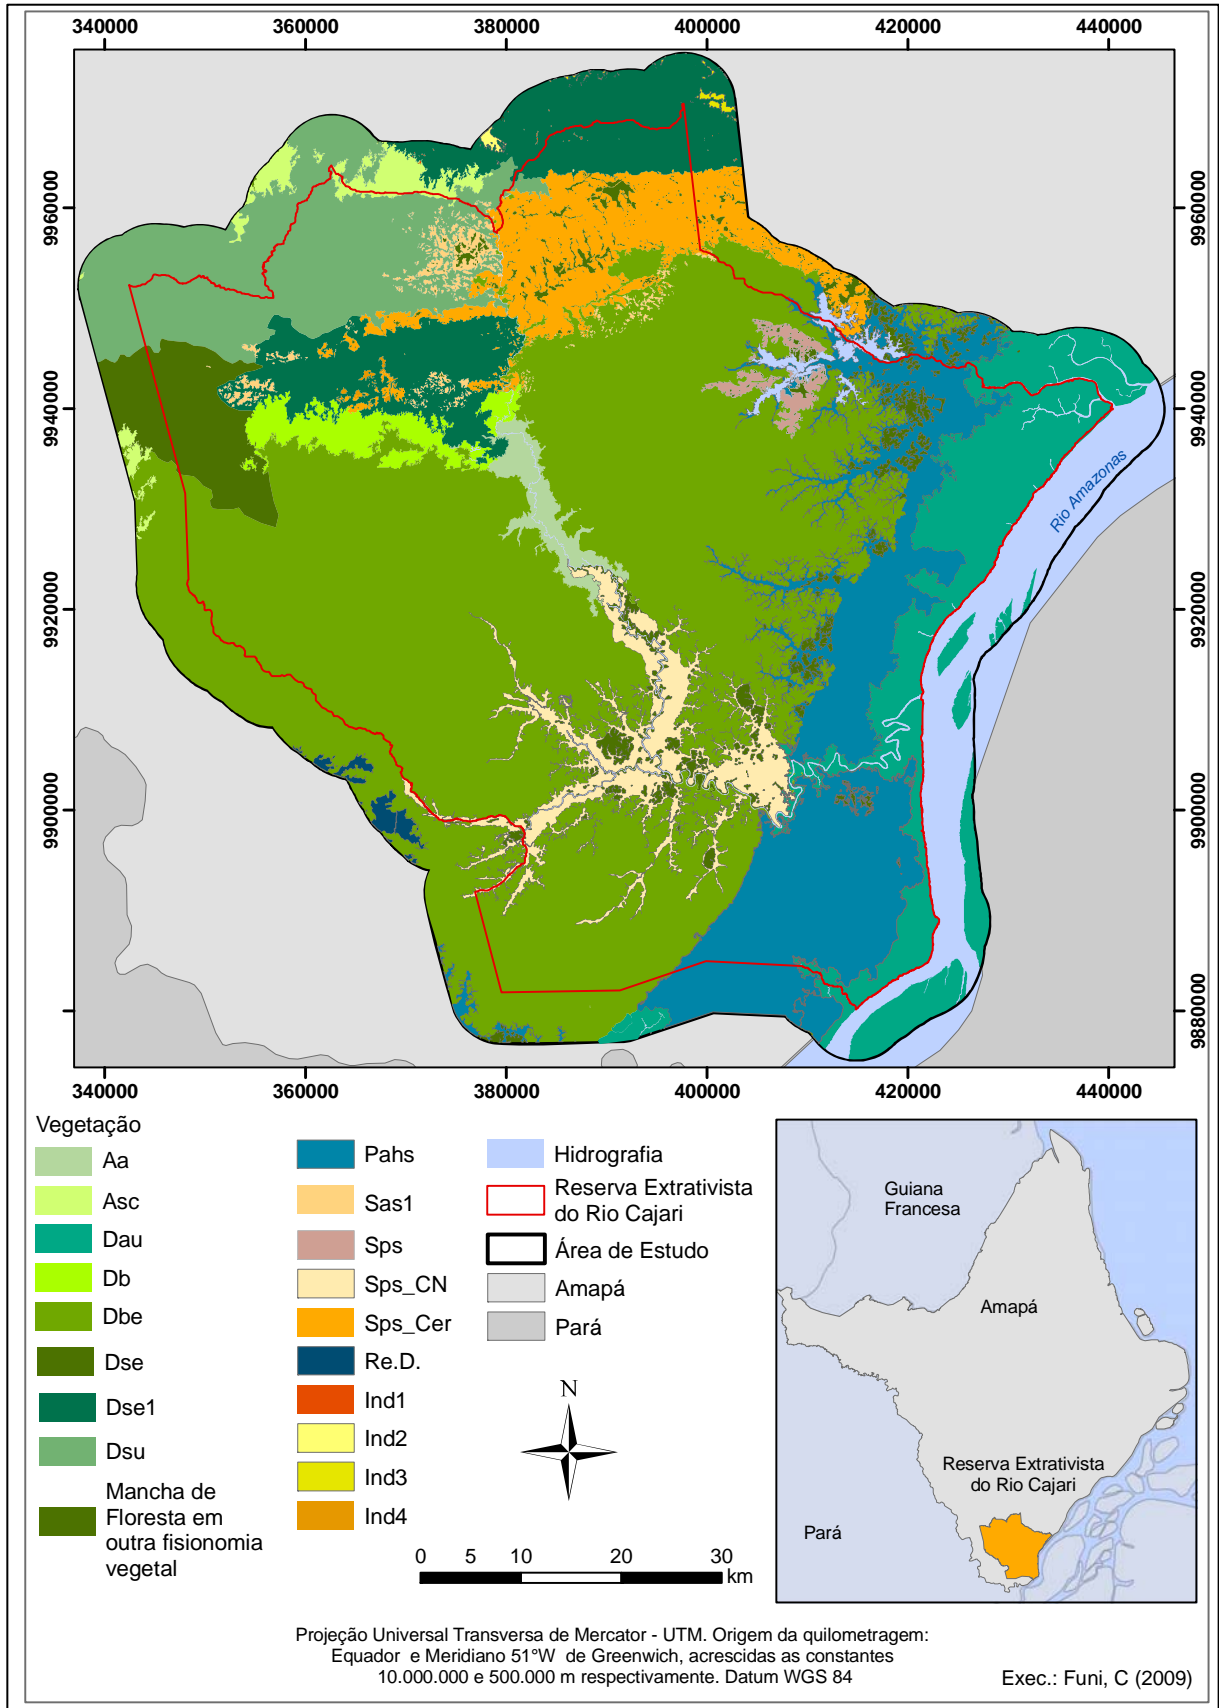 340000 360000 380000 400000 420000 440000
9960000
9940000
9920000
9900000
9880000
9960000
9940000
9920000
9900000
9880000
Rio Amazonas
340000 360000 380000 400000 420000 440000
Vegetação
Aa
Asc
Dau
Db
Dbe
Dse
Dse1
Dsu
Mancha de
Floresta em
outra fisionomia
vegetal
Pahs
Sas1
Sps
Sps_CN
Sps_Cer
Re.D.
Ind1
Ind2
Ind3
Ind4
Hidrografia
Reserva Extrativista
do Rio Cajari
Área de Estudo
Amapá
Pará
N
0 5 10 20 30
km
Guiana
Francesa
Amapá
Reserva Extrativista
do Rio Cajari
Pará
Projeção Universal Transversa de Mercator - UTM. Origem da quilometragem:
Equador e Meridiano 51°W de Greenwich, acrescidas as constantes
10.000.000 e 500.000 m respectivamente. Datum WGS 84
Exec.: Funi, C (2009)